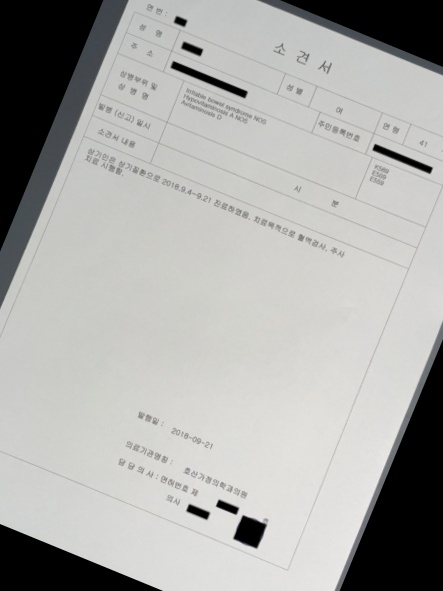 연번 :
소 견 서
성 명
성별
여
연령
41
주 소
주민등록번호
상병부위 및
상 병 명
Irritable bowel syndrome NOS
Hypovitaminosis A NOS
Avitaminosis D
K589
E509
E559
발병 (신고) 일시
시 분
소견서 내용
상기인은 상기질환으로 2018.9.4~9.21 진료하였음, 치료목적으로 혈액검사, 주사
치료 시행함.
발행일 : 2018-09-21
의료기관명칭 : 호산가정의학과의원
담 당 의 사 : 면허번호 제
의사